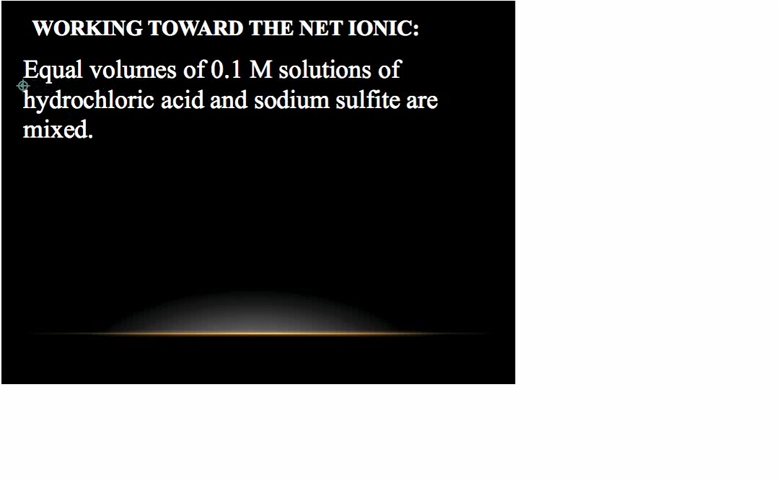 WORKING TOWARD THE NET IONIC:
Equal volumes of 0.1 M solutions of
hydrochloric acid and sodium sulfite are
mixed.